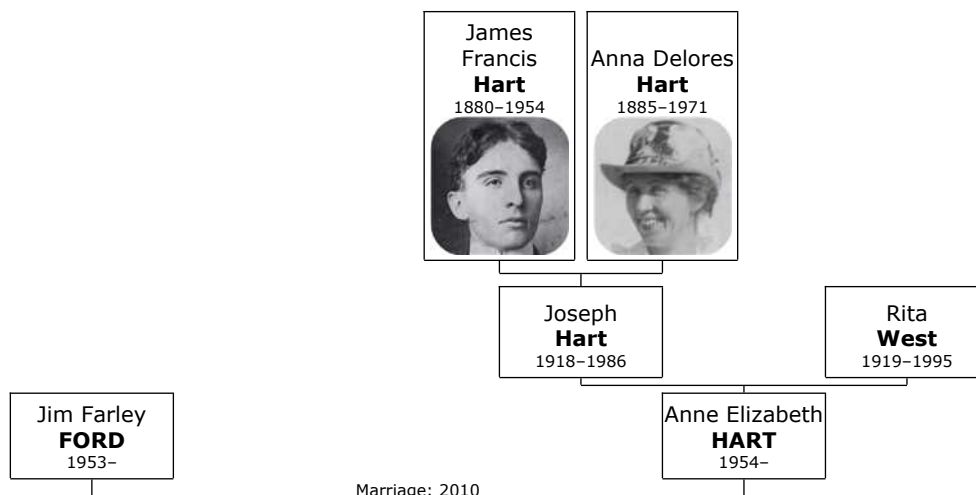 James
Francis
Hart
1880–1954
Anna Delores
Hart
1885–1971
Joseph
Hart
1918–1986
Rita
West
1919–1995
Jim Farley
FORD
1953–
Anne Elizabeth
HART
1954–
Marriage: 2010